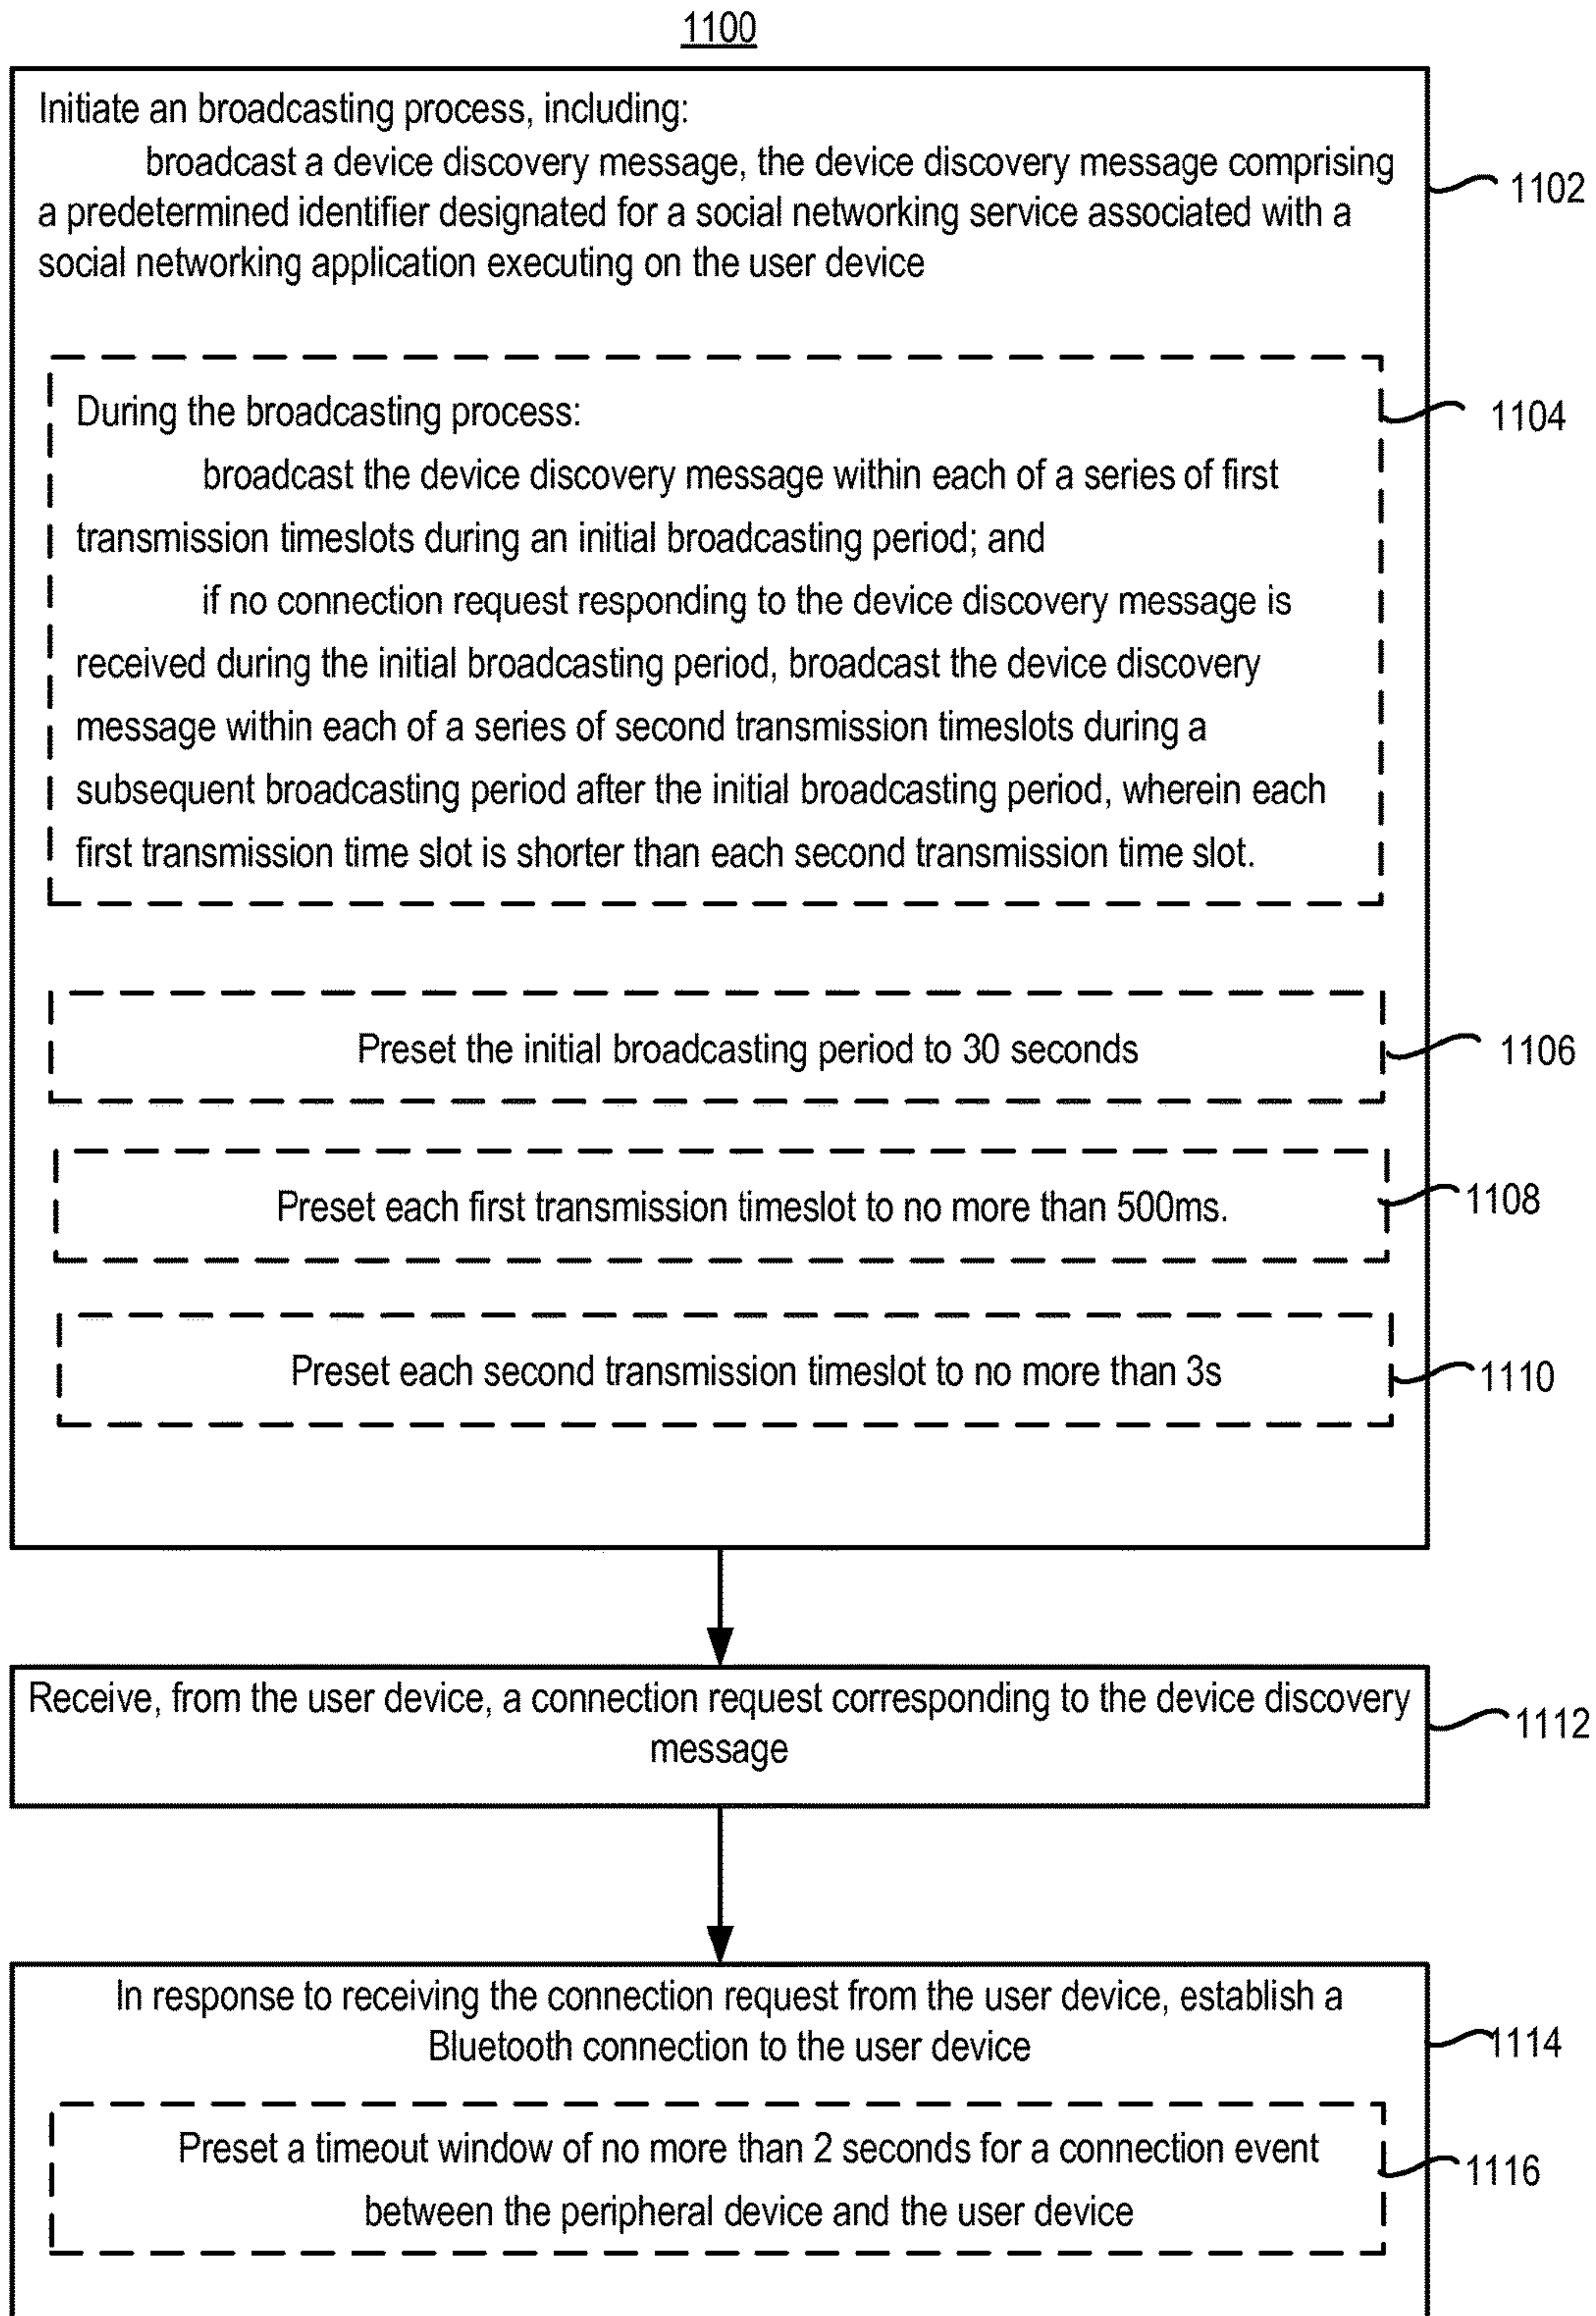 1100
Initiate an broadcasting process, including:
broadcast a device discovery message, the device discovery message comprising
a predetermined identifier designated for a social networking service associated with a
social networking application executing on the user device
1102
During the broadcasting process:
1104
broadcast the device discovery message within each of a series of first
transmission timeslots during an initial broadcasting period; and
if no connection request responding to the device discovery message is
received during the initial broadcasting period, broadcast the device discovery
message within each of a series of second transmission timeslots during a
subsequent broadcasting period after the initial broadcasting period, wherein each
first transmission time slot is shorter than each second transmission time slot.
Preset the initial broadcasting period to 30 seconds
1106
Preset each first transmission timeslot to no more than 500ms.
1108
Preset each second transmission timeslot to no more than 3s
1110
Receive, from the user device, a connection request corresponding to the device discovery
message
1112
In response to receiving the connection request from the user device, establish a
Bluetooth connection to the user device
1114
Preset a timeout window of no more than 2 seconds for a connection event
between the peripheral device and the user device
1116